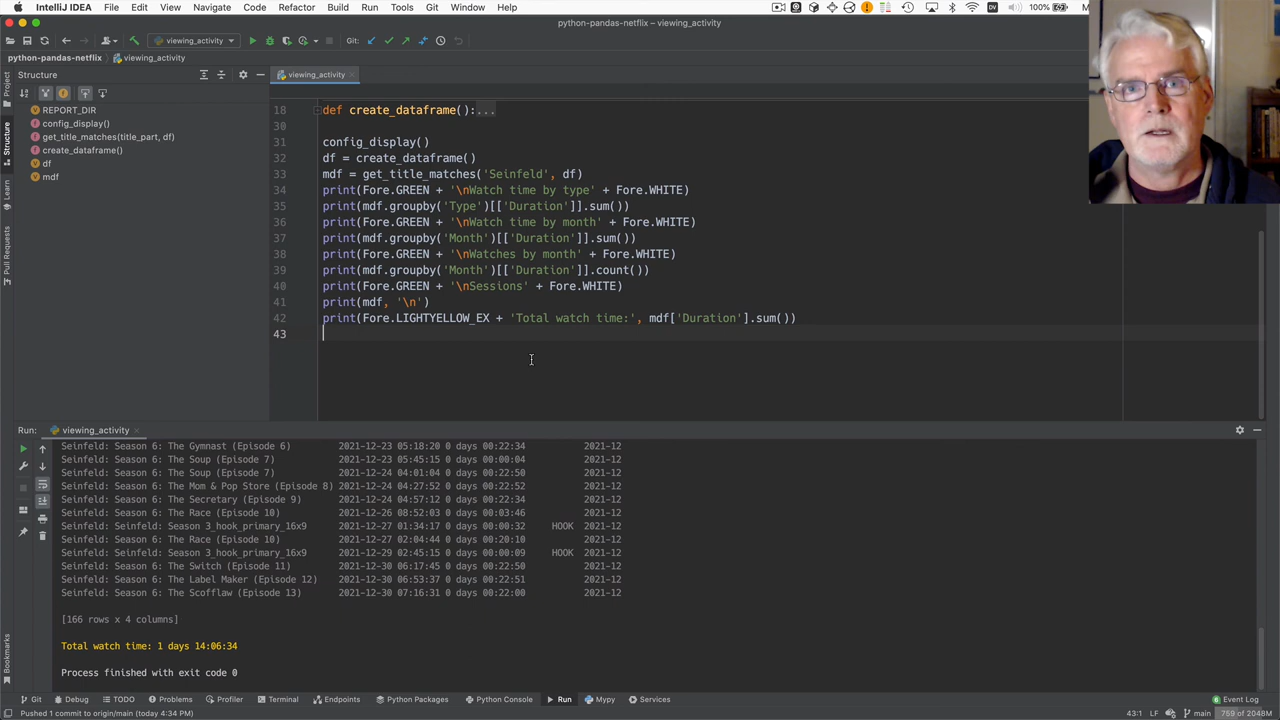 IntelliJ IDEA File Edit View Navigate Code Refactor Build Run Tools Git Window Help 100%
python-pandas-netflix – viewing_activity
viewing_activity Git:
python-pandas-netflix viewing_activity
Project
Structure
Learn
Pull Requests
Bookmarks
Structure
REPORT_DIR
config_display()
get_title_matches(title_part, df)
create_dataframe()
df
mdf
viewing_activity
18 def create_dataframe():...
30
31 config_display()
32 df = create_dataframe()
33 mdf = get_title_matches('Seinfeld', df)
34 print(Fore.GREEN + '\nWatch time by type' + Fore.WHITE)
35 print(mdf.groupby('Type')[['Duration']].sum())
36 print(Fore.GREEN + '\nWatch time by month' + Fore.WHITE)
37 print(mdf.groupby('Month')[['Duration']].sum())
38 print(Fore.GREEN + '\nWatches by month' + Fore.WHITE)
39 print(mdf.groupby('Month')[['Duration']].count())
40 print(Fore.GREEN + '\nSessions' + Fore.WHITE)
41 print(mdf, '\n')
42 print(Fore.LIGHTYELLOW_EX + 'Total watch time:', mdf['Duration'].sum())
43
Run: viewing_activity
Seinfeld: Season 6: The Gymnast (Episode 6) 2021-12-23 05:18:20 0 days 00:22:34 2021-12
Seinfeld: Season 6: The Soup (Episode 7) 2021-12-23 05:45:15 0 days 00:00:04 2021-12
Seinfeld: Season 6: The Soup (Episode 7) 2021-12-24 04:01:04 0 days 00:22:50 2021-12
Seinfeld: Season 6: The Mom & Pop Store (Episode 8) 2021-12-24 04:27:52 0 days 00:22:52 2021-12
Seinfeld: Season 6: The Secretary (Episode 9) 2021-12-24 04:57:12 0 days 00:22:34 2021-12
Seinfeld: Season 6: The Race (Episode 10) 2021-12-26 08:52:03 0 days 00:03:46 2021-12
Seinfeld: Seinfeld: Season 3_hook_primary_16x9 2021-12-27 01:34:17 0 days 00:00:32 HOOK 2021-12
Seinfeld: Season 6: The Race (Episode 10) 2021-12-27 02:04:44 0 days 00:20:10 2021-12
Seinfeld: Seinfeld: Season 3_hook_primary_16x9 2021-12-29 02:45:15 0 days 00:00:09 HOOK 2021-12
Seinfeld: Season 6: The Switch (Episode 11) 2021-12-30 06:17:45 0 days 00:22:50 2021-12
Seinfeld: Season 6: The Label Maker (Episode 12) 2021-12-30 06:53:37 0 days 00:22:51 2021-12
Seinfeld: Season 6: The Scofflaw (Episode 13) 2021-12-30 07:16:31 0 days 00:22:00 2021-12
[166 rows x 4 columns]
Total watch time: 1 days 14:06:34
Process finished with exit code 0
Git Debug TODO Problems Profiler Terminal Endpoints Python Packages Python Console Run Mypy Services Event Log
Pushed 1 commit to origin/main (today 4:34 PM) 43:1 LF main 759 of 2048M